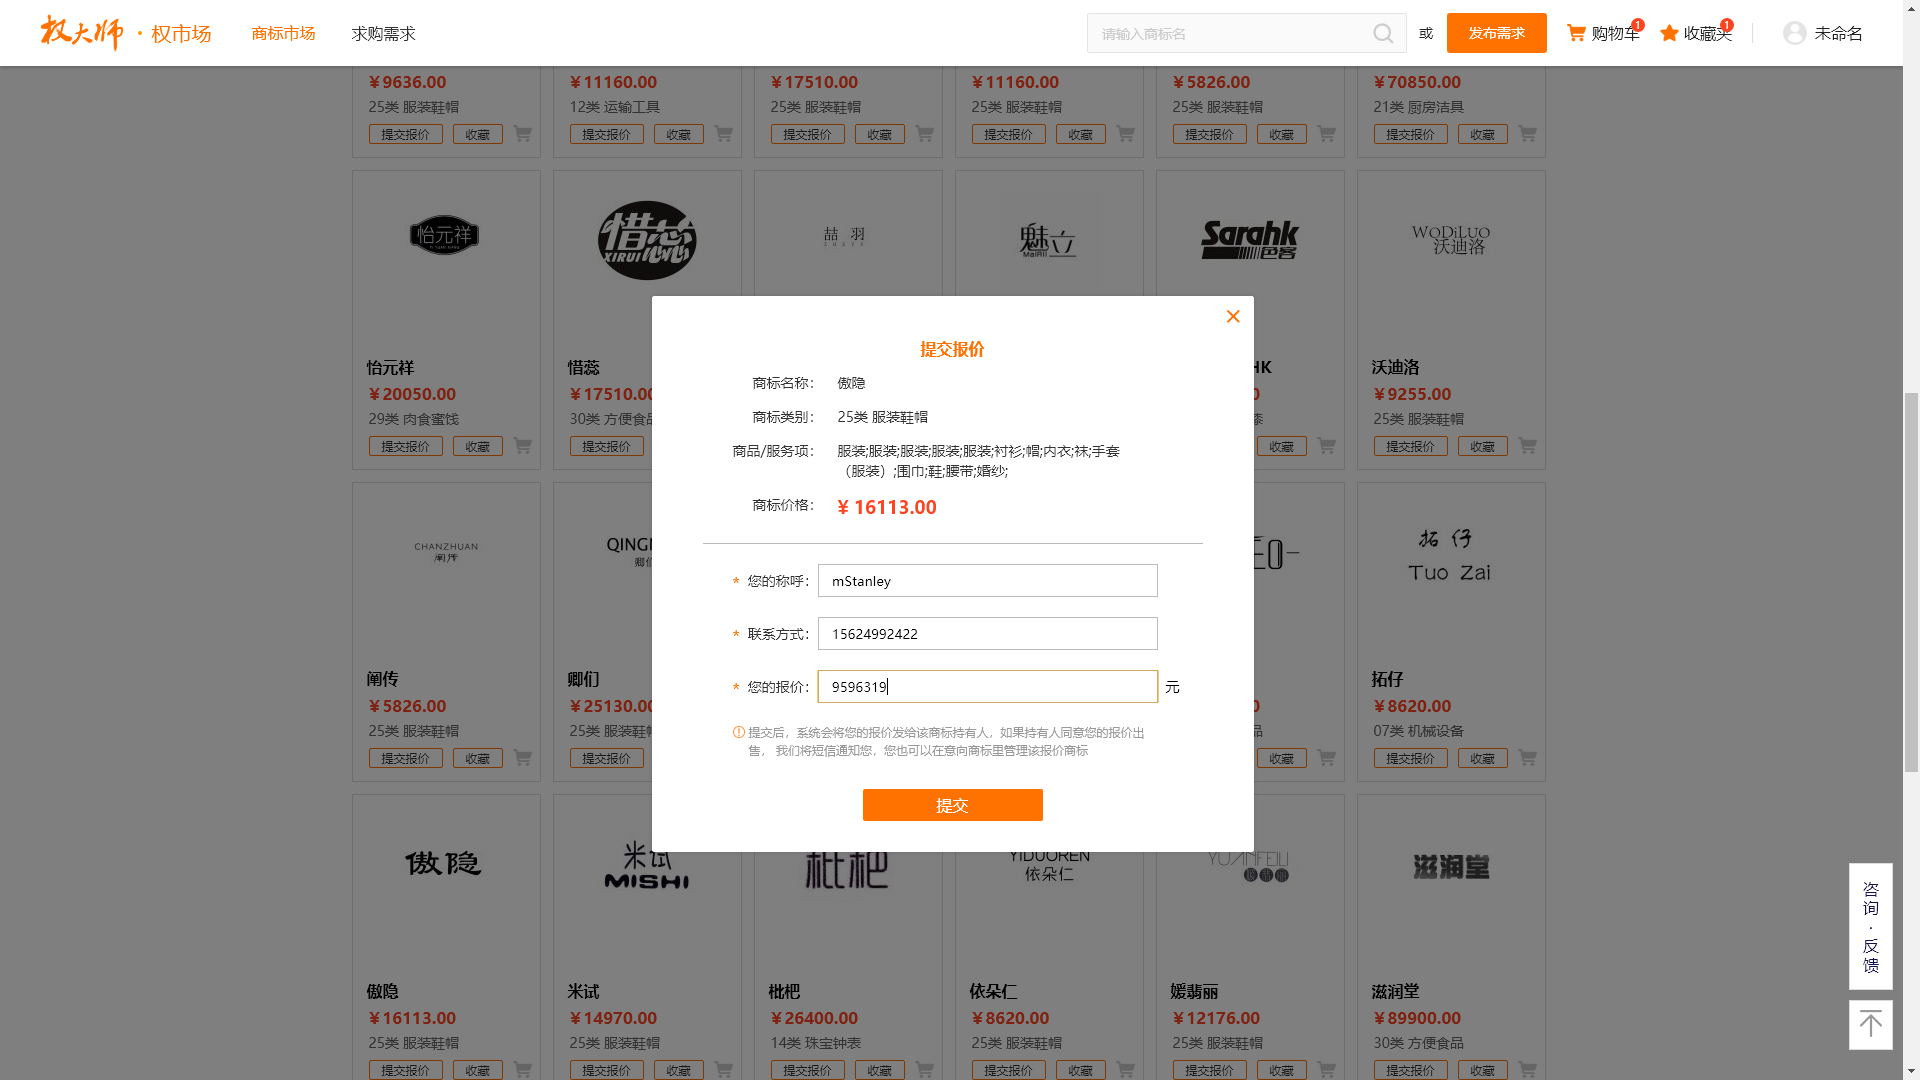 权大师 · 权市场 商标市场 求购需求 请输入商标名 或 发布需求 购物车 1 收藏夹 1 未命名
￥9636.00 ￥11160.00 ￥17510.00 ￥11160.00 ￥5826.00 ￥70850.00
25类 服装鞋帽 12类 运输工具 25类 服装鞋帽 25类 服装鞋帽 25类 服装鞋帽 21类 厨房洁具
提交报价 收藏 提交报价 收藏 提交报价 收藏 提交报价 收藏 提交报价 收藏 提交报价 收藏
怡元祥 惜蕊 XIRUI 喆羽 魅立 MeiRli Sarahk 色客 WODILUO 沃迪洛
怡元祥 惜蕊 HK 沃迪洛
￥20050.00 ￥17510.00 0 ￥9255.00
29类 肉食蜜饯 30类 方便食品 漆 25类 服装鞋帽
提交报价 收藏 提交报价 收藏 提交报价 收藏
CHANZHUAN 阐传 QING 卿们 拓仔 Tuo Zai
阐传 卿们 拓仔
￥5826.00 ￥25130.00 0 ￥8620.00
25类 服装鞋帽 25类 服装鞋帽 品 07类 机械设备
提交报价 收藏 提交报价 收藏 提交报价 收藏
提交报价
商标名称： 傲隐
商标类别： 25类 服装鞋帽
商品/服务项： 服装;服装;服装;服装;服装;衬衫;帽;内衣;袜;手套
（服装）;围巾;鞋;腰带;婚纱;
商标价格： ¥ 16113.00
* 您的称呼： mStanley
* 联系方式： 15624992422
* 您的报价： 9596319 元
提交后，系统会将您的报价发给该商标持有人，如果持有人同意您的报价出
售， 我们将短信通知您，您也可以在意向商标里管理该报价商标
提交
傲隐 米试 MISHI 枇杷 YIDUOREN 依朵仁 YUANFEILI 媛翡丽 滋润堂
傲隐 米试 枇杷 依朵仁 媛翡丽 滋润堂
￥16113.00 ￥14970.00 ￥26400.00 ￥8620.00 ￥12176.00 ￥89900.00
25类 服装鞋帽 25类 服装鞋帽 14类 珠宝钟表 25类 服装鞋帽 25类 服装鞋帽 30类 方便食品
提交报价 收藏 提交报价 收藏 提交报价 收藏 提交报价 收藏 提交报价 收藏 提交报价 收藏
咨询·反馈